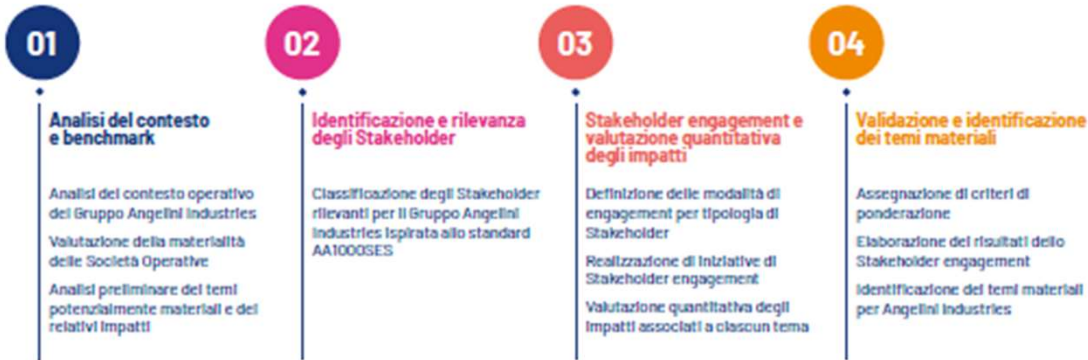 01
Analisi del contesto
e benchmark
Analisi del contesto operativo
del Gruppo Angelini Industries
Valutazione della materialità
delle Società Operative
Analisi preliminare dei temi
potenzialmente materiali e dei
relativi impatti
02
Identificazione e rilevanza
degli Stakeholder
Classificazione degli Stakeholder
rilevanti per il Gruppo Angelini
Industries ispirata allo standard
AA1000SES
03
Stakeholder engagement e
valutazione quantitativa
degli impatti
Definizione delle modalità di
engagement per tipologia di
Stakeholder
Realizzazione di iniziative di
Stakeholder engagement
Valutazione quantitativa degli
impatti associati a ciascun tema
04
Validazione e identificazione
dei temi materiali
Assegnazione di criteri di
ponderazione
Elaborazione dei risultati dello
Stakeholder engagement
Identificazione dei temi materiali
per Angelini Industries